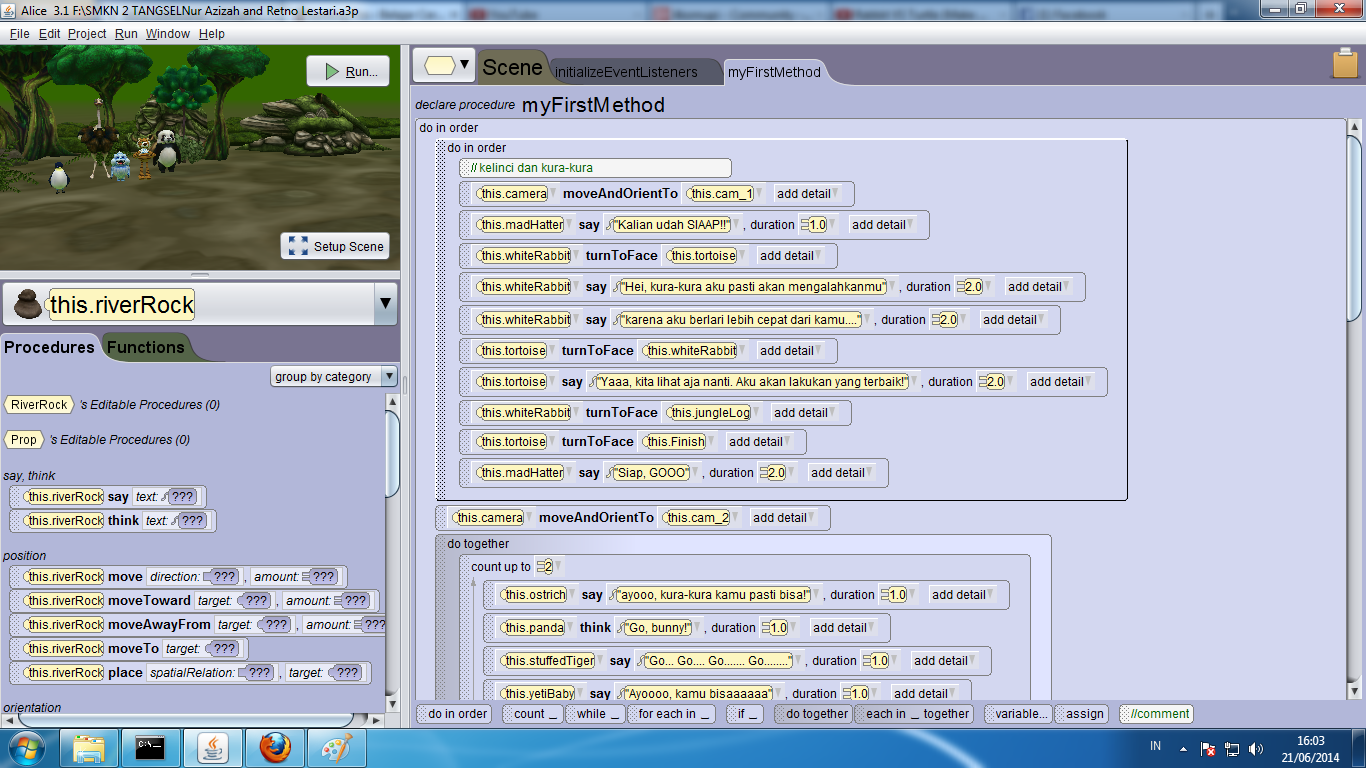 Alice 3.1 F:\SMKN 2 TANGSELNur Azizah and Retno Lestari.a3p
File Edit Project Run Window Help
Run...
Setup Scene
this.riverRock
Procedures Functions
group by category
RiverRock 's Editable Procedures (0)
Prop 's Editable Procedures (0)
say, think
this.riverRock say text: ???
this.riverRock think text: ???
position
this.riverRock move direction: ??? , amount: ???
this.riverRock moveToward target: ??? , amount: ???
this.riverRock moveAwayFrom target: ??? , amount: ???
this.riverRock moveTo target: ???
this.riverRock place spatialRelation: ??? , target: ???
orientation
Scene initializeEventListeners myFirstMethod
declare procedure myFirstMethod
do in order
do in order
// kelinci dan kura-kura
this.camera moveAndOrientTo this.cam_1 add detail
this.madHatter say "Kalian udah SIAAP!!" , duration 1.0 add detail
this.whiteRabbit turnToFace this.tortoise add detail
this.whiteRabbit say "Hei, kura-kura aku pasti akan mengalahkanmu" , duration 2.0 add detail
this.whiteRabbit say "karena aku berlari lebih cepat dari kamu...." , duration 2.0 add detail
this.tortoise turnToFace this.whiteRabbit add detail
this.tortoise say "Yaaa, kita lihat aja nanti. Aku akan lakukan yang terbaik!" , duration 2.0 add detail
this.whiteRabbit turnToFace this.jungleLog add detail
this.tortoise turnToFace this.Finish add detail
this.madHatter say "Siap, GOOO" , duration 2.0 add detail
this.camera moveAndOrientTo this.cam_2 add detail
do together
count up to 2
this.ostrich say "ayooo, kura-kura kamu pasti bisa!" , duration 1.0 add detail
this.panda think "Go, bunny!" , duration 1.0 add detail
this.stuffedTiger say "Go... Go.... Go....... Go........" , duration 1.0 add detail
this.yetiBaby say "Ayoooo, kamu bisaaaaaa" , duration 1.0 add detail
do in order count _ while _ for each in _ if _ do together each in _ together variable... assign //comment
IN
16:03
21/06/2014